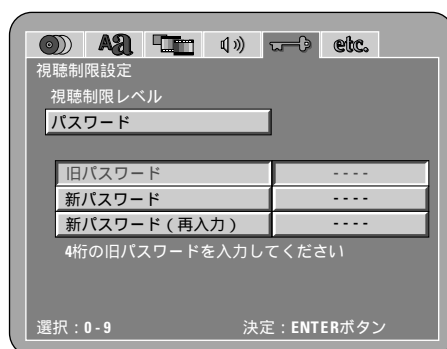 Aa etc.
視聴制限設定
視聴制限レベル
パスワード
旧パスワード ----
新パスワード ----
新パスワード(再入力) ----
4桁の旧パスワードを入力してください
選択:0-9 決定:ENTERボタン